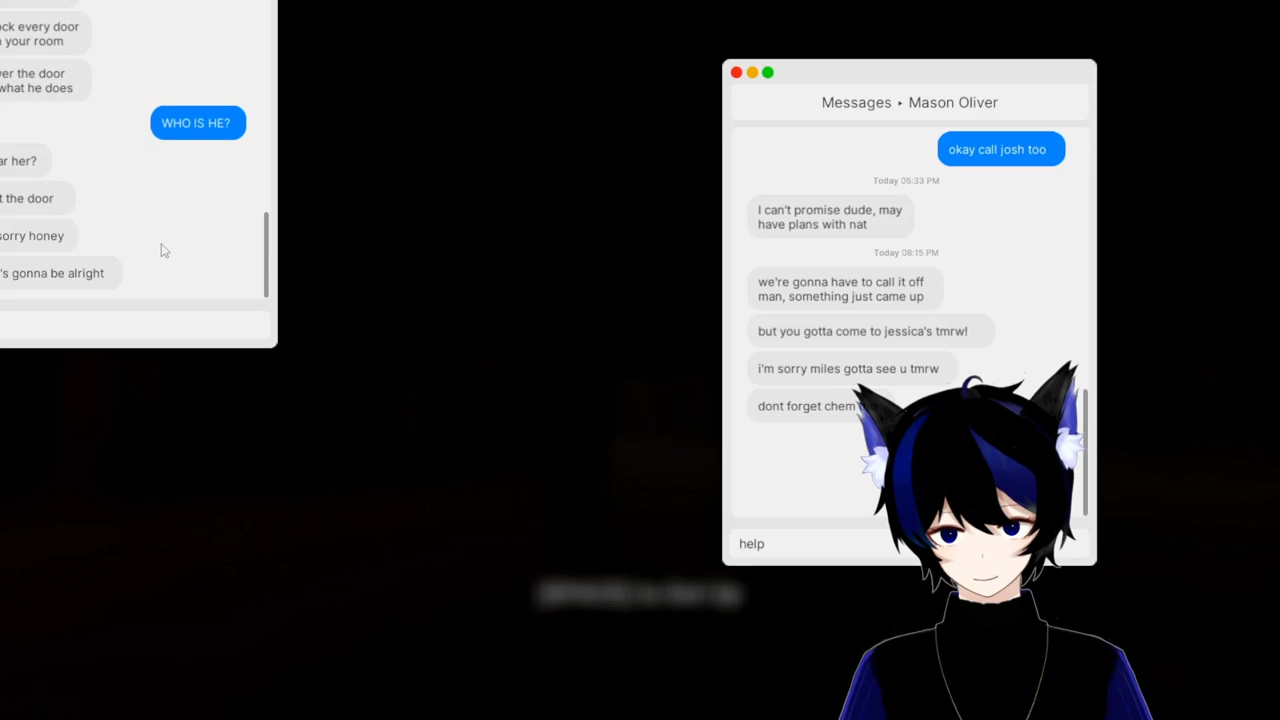 ock every door
your room
ver the door
what he does
WHO IS HE?
ar her?
t the door
sorry honey
's gonna be alright
Messages ▸ Mason Oliver
okay call josh too
Today 05:33 PM
I can't promise dude, may
have plans with nat
Today 08:15 PM
we're gonna have to call it off
man, something just came up
but you gotta come to jessica's tmrw!
i'm sorry miles gotta see u tmrw
dont forget chem
help